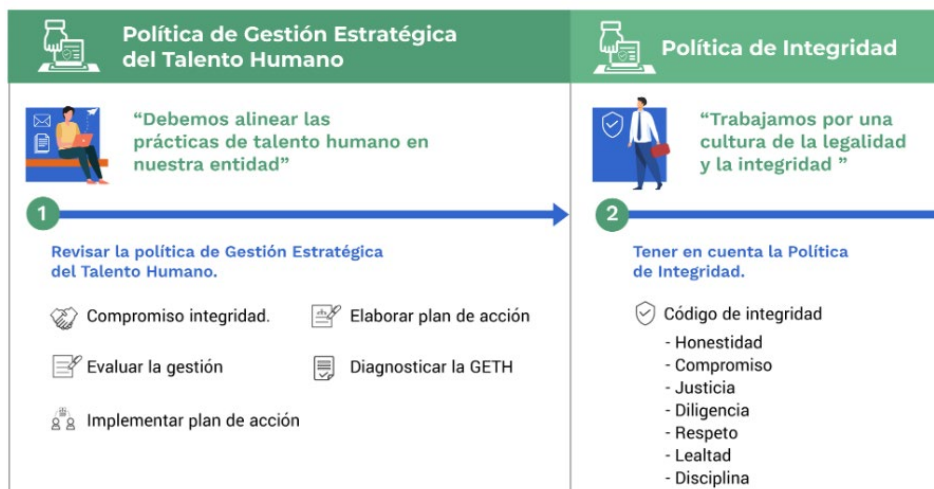 Política de Gestión Estratégica
del Talento Humano
“Debemos alinear las
prácticas de talento humano en
nuestra entidad”
1
Revisar la política de Gestión Estratégica
del Talento Humano.
Compromiso integridad.
Elaborar plan de acción
Evaluar la gestión
Diagnosticar la GETH
Implementar plan de acción
Política de Integridad
“Trabajamos por una
cultura de la legalidad
y la integridad ”
2
Tener en cuenta la Política
de Integridad.
Código de integridad
- Honestidad
- Compromiso
- Justicia
- Diligencia
- Respeto
- Lealtad
- Disciplina